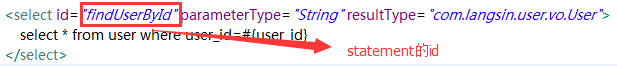 <select id="findUserById" parameterType="String" resultType="com.langsin.user.vo.User">
select * from user where user_id=#{user_id}
</select>
statement的id